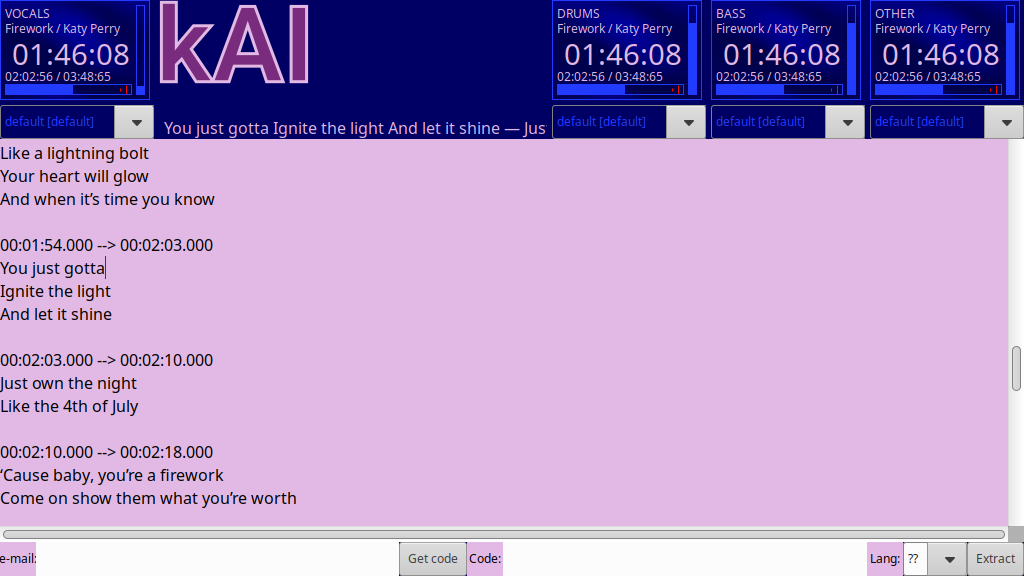 VOCALS
Firework / Katy Perry
01:46:08
02:02:56 / 03:48:65
default [default]
kAI
You just gotta Ignite the light And let it shine — Jus
DRUMS
Firework / Katy Perry
01:46:08
02:02:56 / 03:48:65
default [default]
BASS
Firework / Katy Perry
01:46:08
02:02:56 / 03:48:65
default [default]
OTHER
Firework / Katy Perry
01:46:08
02:02:56 / 03:48:65
default [default]
Like a lightning bolt
Your heart will glow
And when it’s time you know
00:01:54.000 --> 00:02:03.000
You just gotta
Ignite the light
And let it shine
00:02:03.000 --> 00:02:10.000
Just own the night
Like the 4th of July
00:02:10.000 --> 00:02:18.000
‘Cause baby, you’re a firework
Come on show them what you’re worth
e-mail: Get code Code: Lang: ?? Extract